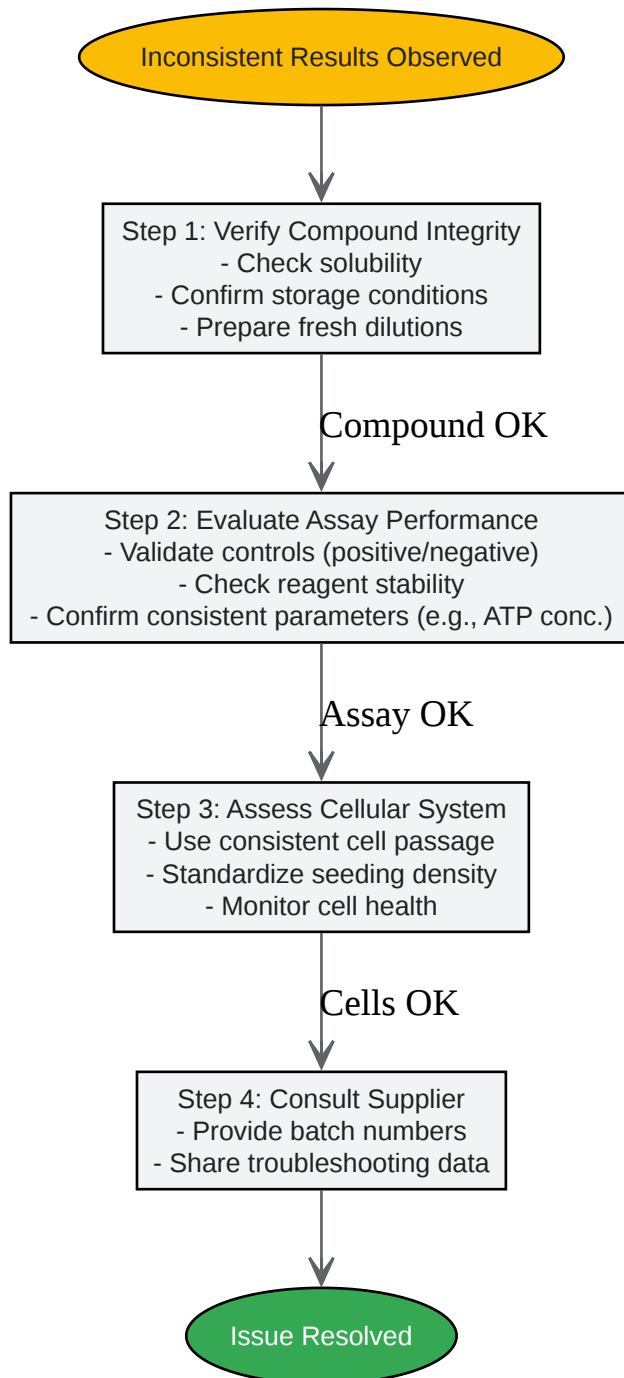 Inconsistent Results Observed
Step 1: Verify Compound Integrity
- Check solubility
- Confirm storage conditions
- Prepare fresh dilutions
Compound OK
Step 2: Evaluate Assay Performance
- Validate controls (positive/negative)
- Check reagent stability
- Confirm consistent parameters (e.g., ATP conc.)
Assay OK
Step 3: Assess Cellular System
- Use consistent cell passage
- Standardize seeding density
- Monitor cell health
Cells OK
Step 4: Consult Supplier
- Provide batch numbers
- Share troubleshooting data
Issue Resolved